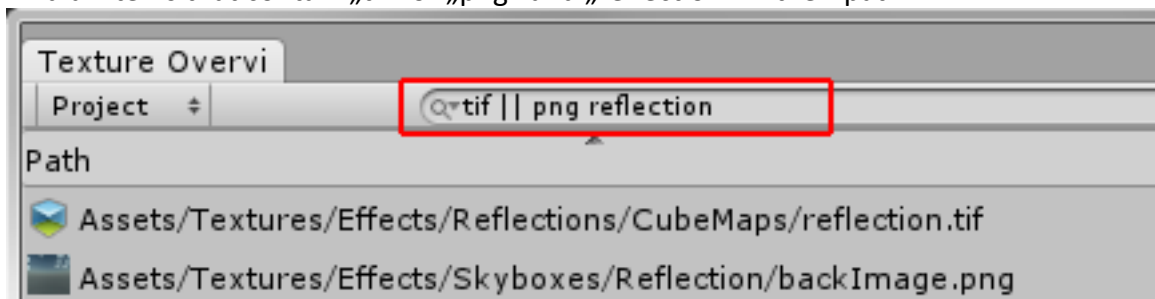 Texture Overvi
Project
tif || png reflection
Path
Assets/Textures/Effects/Reflections/CubeMaps/reflection.tif
Assets/Textures/Effects/Skyboxes/Reflection/backImage.png